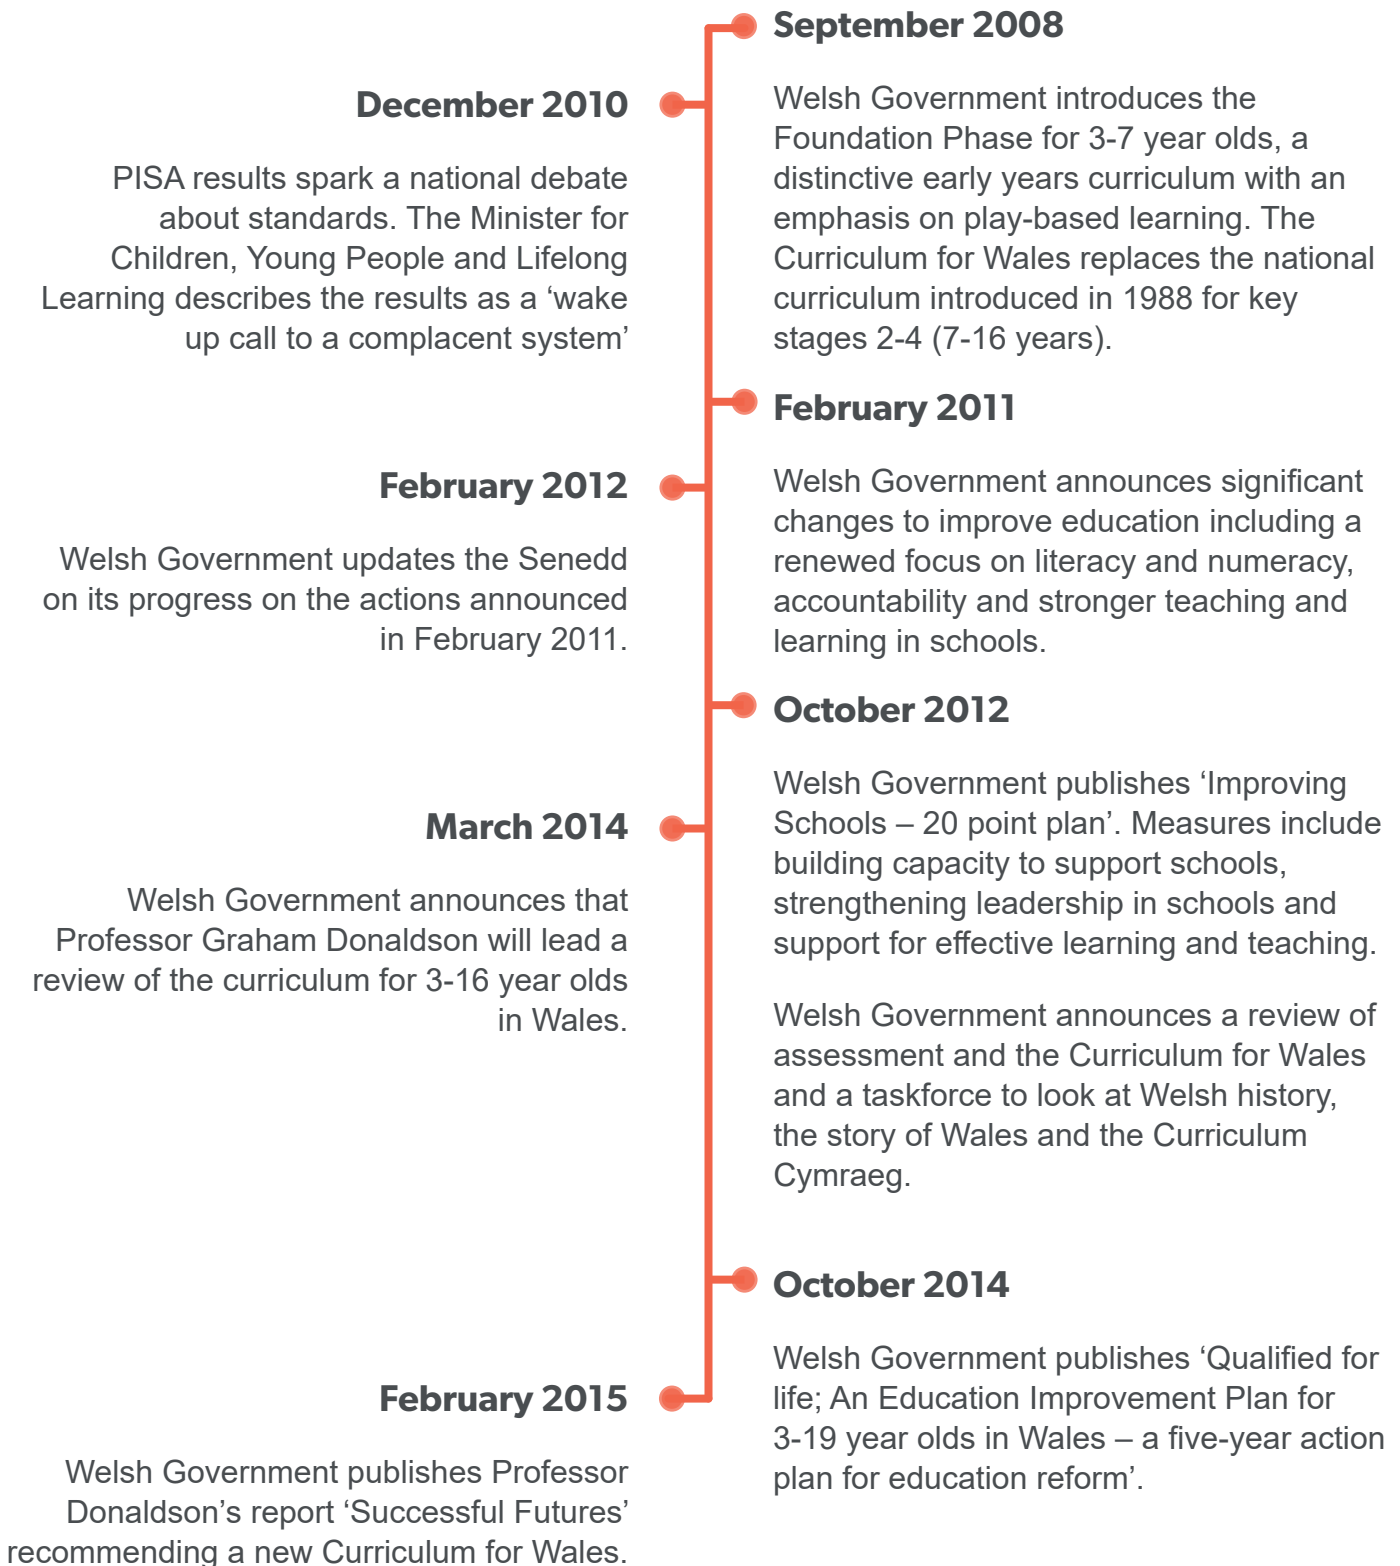 September 2008
Welsh Government introduces the
Foundation Phase for 3-7 year olds, a
distinctive early years curriculum with an
emphasis on play-based learning. The
Curriculum for Wales replaces the national
curriculum introduced in 1988 for key
stages 2-4 (7-16 years).
December 2010
PISA results spark a national debate
about standards. The Minister for
Children, Young People and Lifelong
Learning describes the results as a ‘wake
up call to a complacent system’
February 2011
Welsh Government announces significant
changes to improve education including a
renewed focus on literacy and numeracy,
accountability and stronger teaching and
learning in schools.
February 2012
Welsh Government updates the Senedd
on its progress on the actions announced
in February 2011.
October 2012
Welsh Government publishes ‘Improving
Schools – 20 point plan’. Measures include
building capacity to support schools,
strengthening leadership in schools and
support for effective learning and teaching.
Welsh Government announces a review of
assessment and the Curriculum for Wales
and a taskforce to look at Welsh history,
the story of Wales and the Curriculum
Cymraeg.
March 2014
Welsh Government announces that
Professor Graham Donaldson will lead a
review of the curriculum for 3-16 year olds
in Wales.
October 2014
Welsh Government publishes ‘Qualified for
life; An Education Improvement Plan for
3-19 year olds in Wales – a five-year action
plan for education reform’.
February 2015
Welsh Government publishes Professor
Donaldson’s report ‘Successful Futures’
recommending a new Curriculum for Wales.